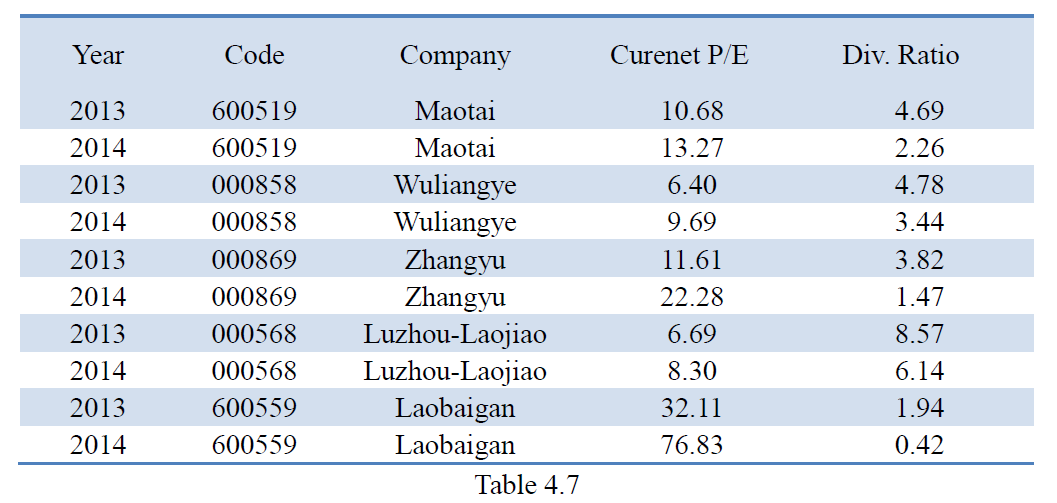 Year Code Company Curenet P/E Div. Ratio
2013 600519 Maotai 10.68 4.69
2014 600519 Maotai 13.27 2.26
2013 000858 Wuliangye 6.40 4.78
2014 000858 Wuliangye 9.69 3.44
2013 000869 Zhangyu 11.61 3.82
2014 000869 Zhangyu 22.28 1.47
2013 000568 Luzhou-Laojiao 6.69 8.57
2014 000568 Luzhou-Laojiao 8.30 6.14
2013 600559 Laobaigan 32.11 1.94
2014 600559 Laobaigan 76.83 0.42
Table 4.7